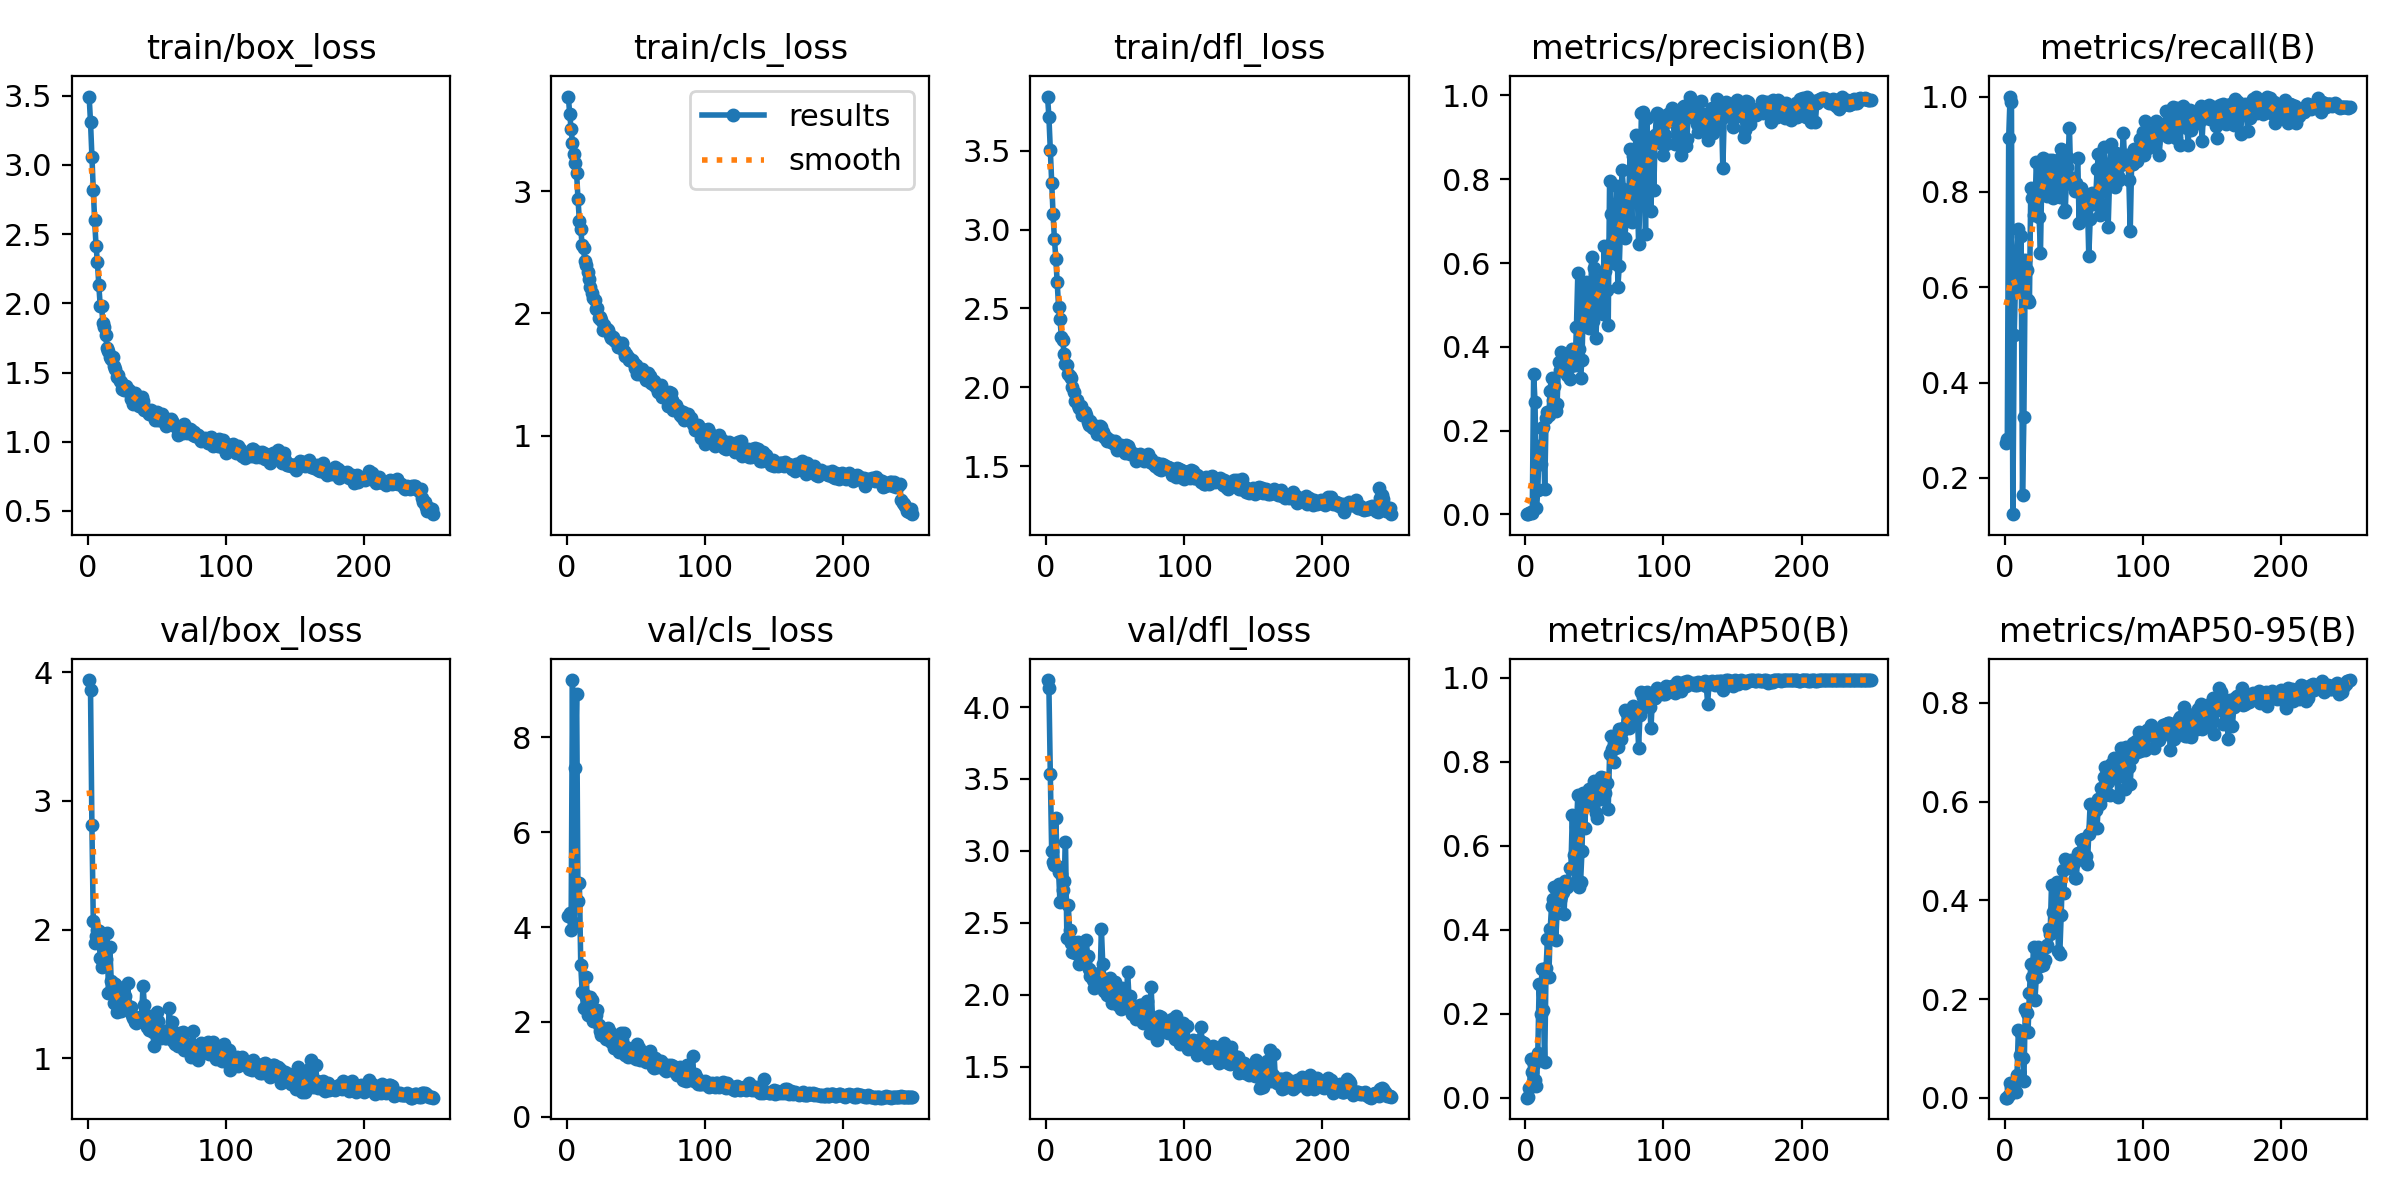 train/box_loss
3.5
3.0
2.5
2.0
1.5
1.0
0.5
0 100 200
train/cls_loss
results
smooth
3
2
1
0 100 200
train/dfl_loss
3.5
3.0
2.5
2.0
1.5
0 100 200
metrics/precision(B)
1.0
0.8
0.6
0.4
0.2
0.0
0 100 200
metrics/recall(B)
1.0
0.8
0.6
0.4
0.2
0 100 200
val/box_loss
4
3
2
1
0 100 200
val/cls_loss
8
6
4
2
0
0 100 200
val/dfl_loss
4.0
3.5
3.0
2.5
2.0
1.5
0 100 200
metrics/mAP50(B)
1.0
0.8
0.6
0.4
0.2
0.0
0 100 200
metrics/mAP50-95(B)
0.8
0.6
0.4
0.2
0.0
0 100 200